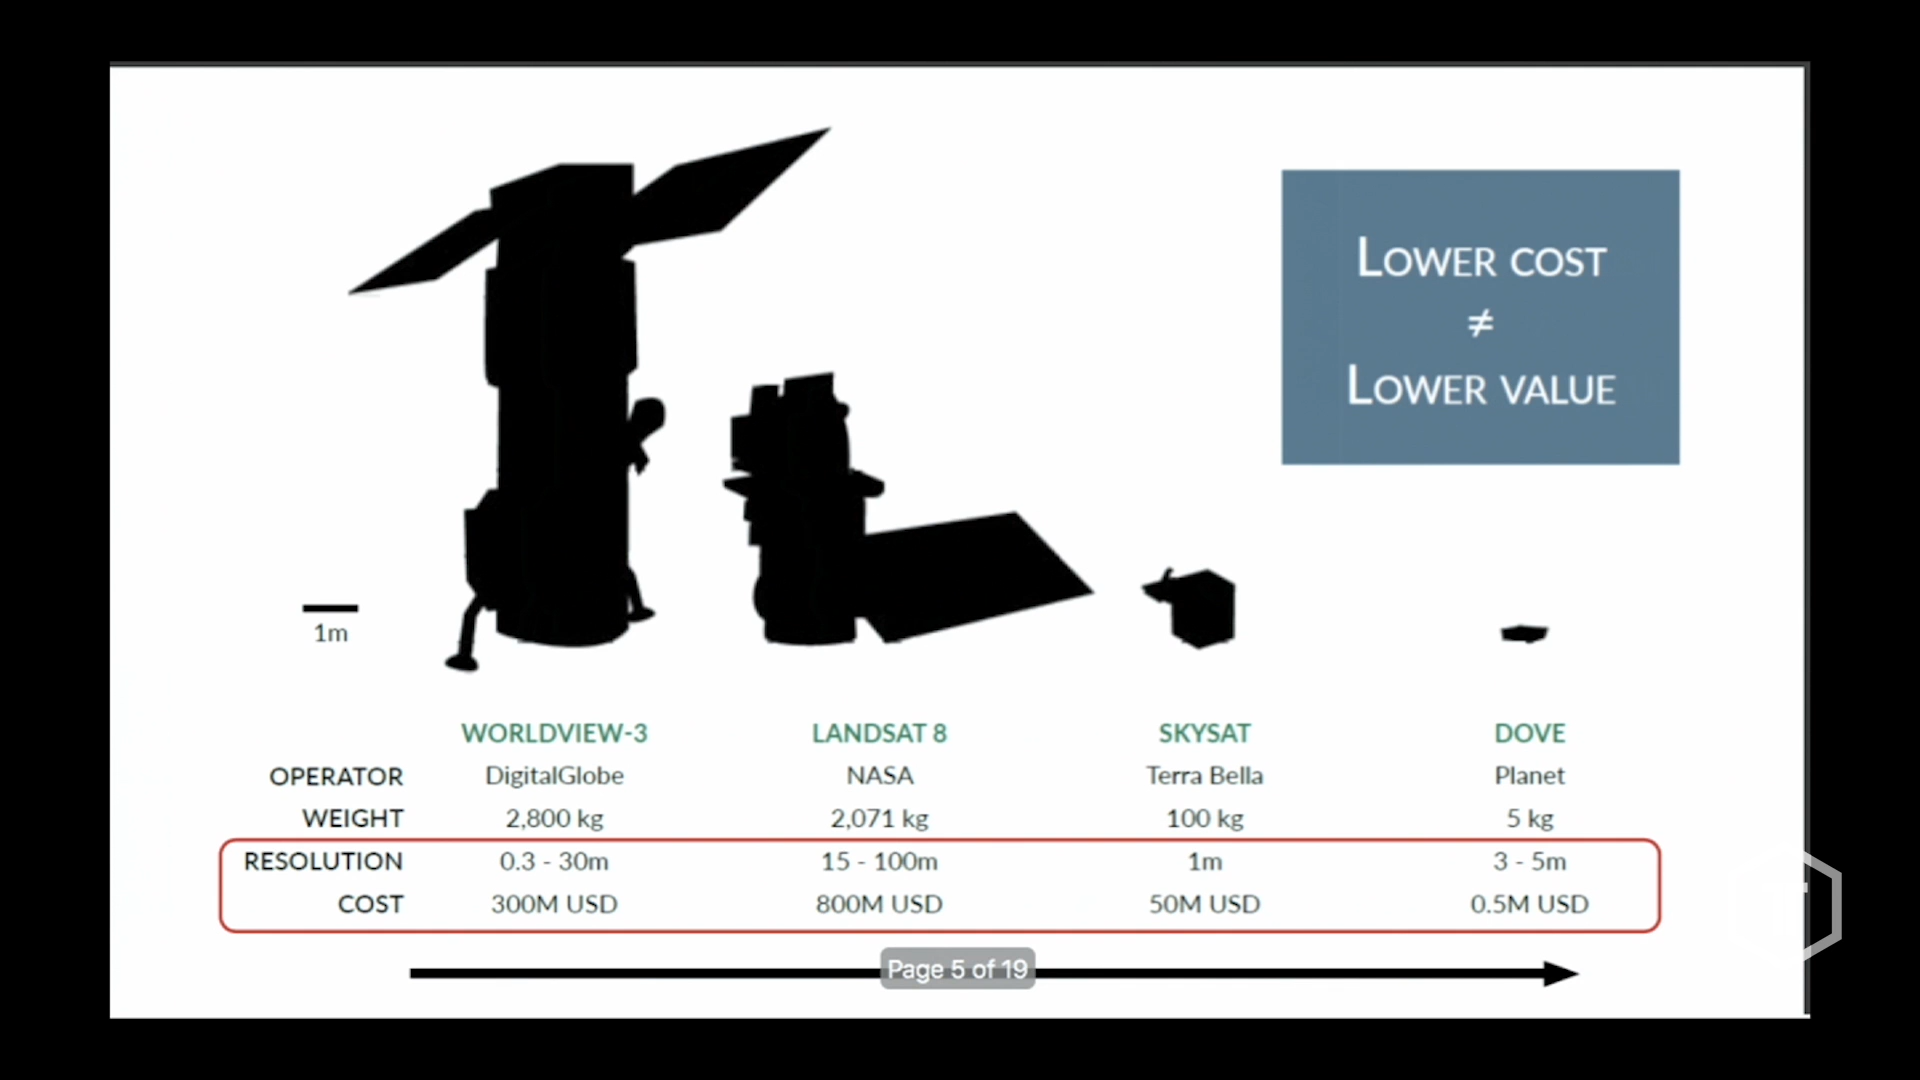 LOWER COST
≠
LOWER VALUE
1m
WORLDVIEW-3 LANDSAT 8 SKYSAT DOVE
OPERATOR DigitalGlobe NASA Terra Bella Planet
WEIGHT 2,800 kg 2,071 kg 100 kg 5 kg
RESOLUTION 0.3 - 30m 15 - 100m 1m 3 - 5m
COST 300M USD 800M USD 50M USD 0.5M USD
Page 5 of 19